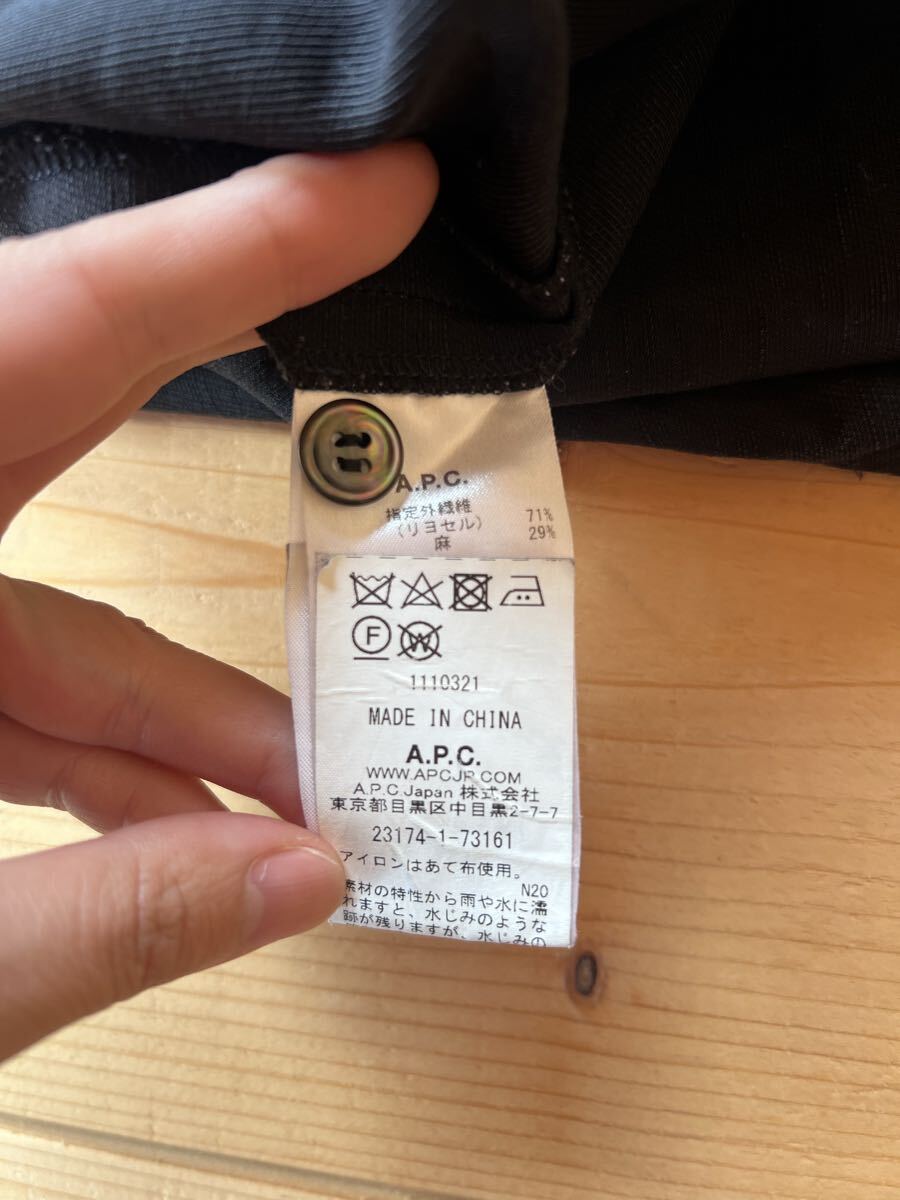 A.P.C.
指定外繊維 71%
(リヨセル) 29%
麻
F W
1110321
MADE IN CHINA
A.P.C.
WWW.APCJP.COM
A.P.C.Japan 株式会社
東京都目黒区中目黒2-7-7
23174-1-73161
アイロンはあて布使用。
N20
素材の特性から雨や水に濡
れますと、水じみのような
跡が残りますが、水じみの